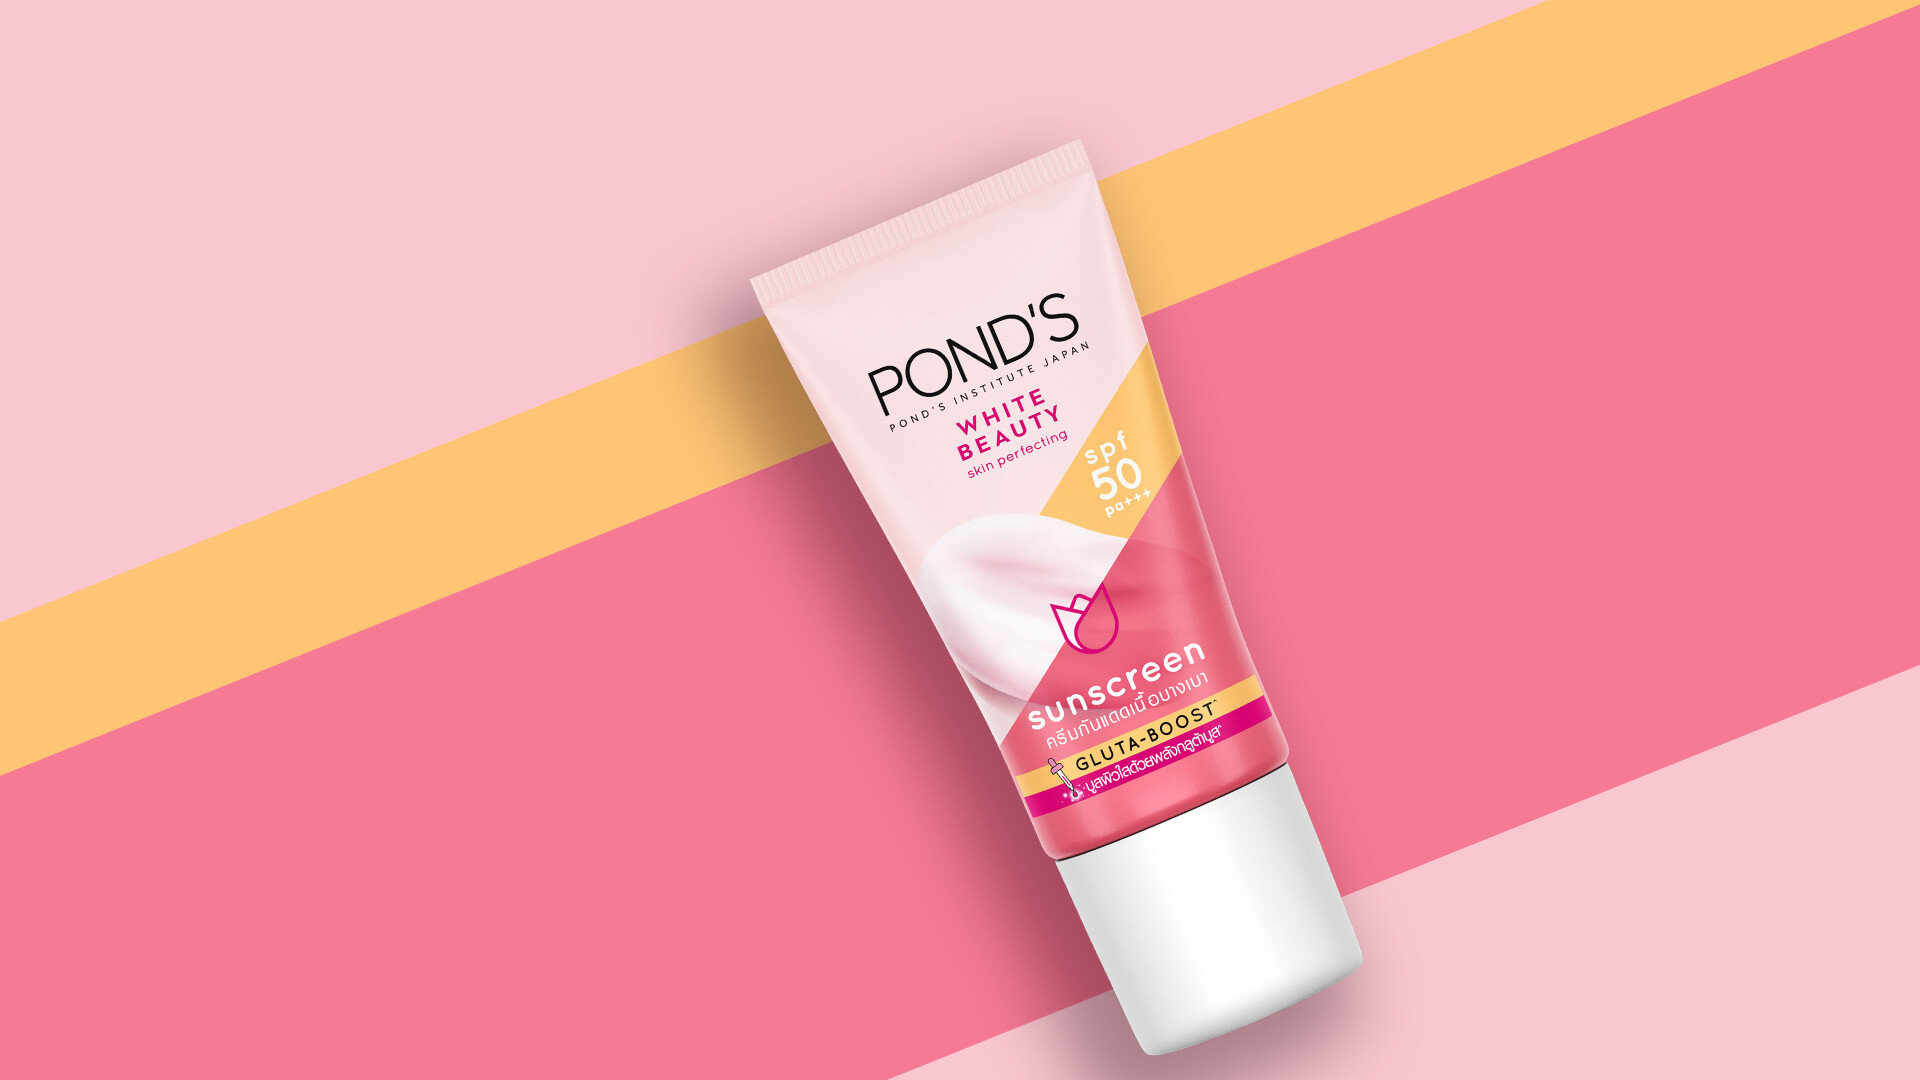 POND'S
POND'S INSTITUTE JAPAN
WHITE
BEAUTY
skin perfecting
spf
50
pa+++
sunscreen
ครีมกันแดดเนื้อบางเบา
GLUTA-BOOST^
บูสผิวใสด้วยพลังกลูต้าบูส^